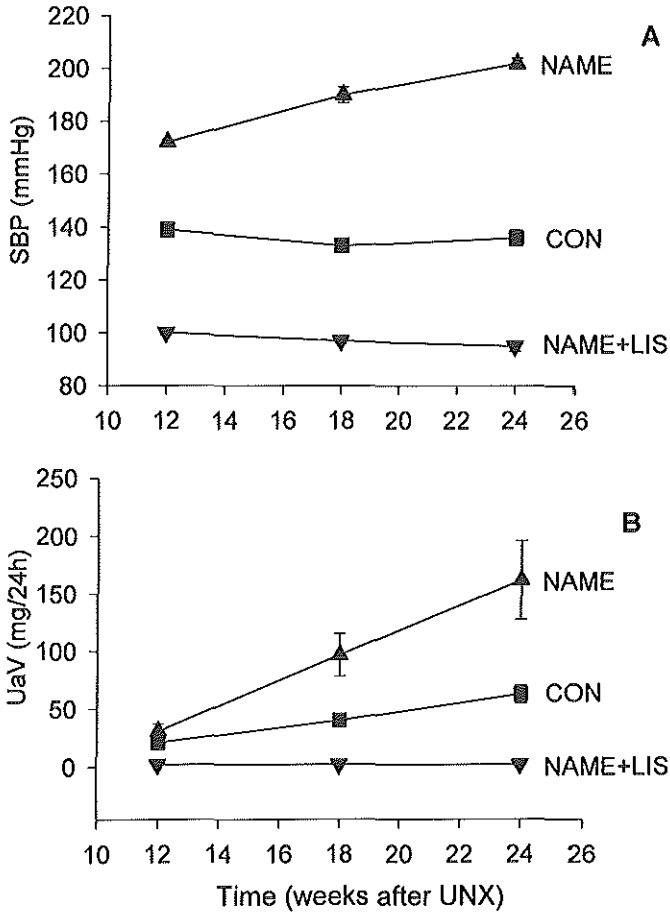 A
SBP (mmHg)
220
200
180
160
140
120
100
80
NAME
CON
NAME+LIS
10 12 14 16 18 20 22 24 26
B
UaV (mg/24h)
250
200
150
100
50
0
NAME
CON
NAME+LIS
10 12 14 16 18 20 22 24 26
Time (weeks after UNX)